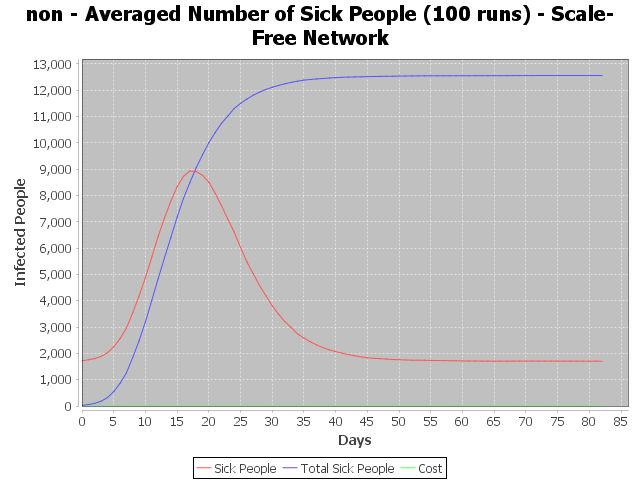 non - Averaged Number of Sick People (100 runs) - Scale-
Free Network
13,000
12,000
11,000
10,000
9,000
8,000
7,000
6,000
5,000
4,000
3,000
2,000
1,000
0
Infected People
0 5 10 15 20 25 30 35 40 45 50 55 60 65 70 75 80 85
Days
Sick People Total Sick People Cost